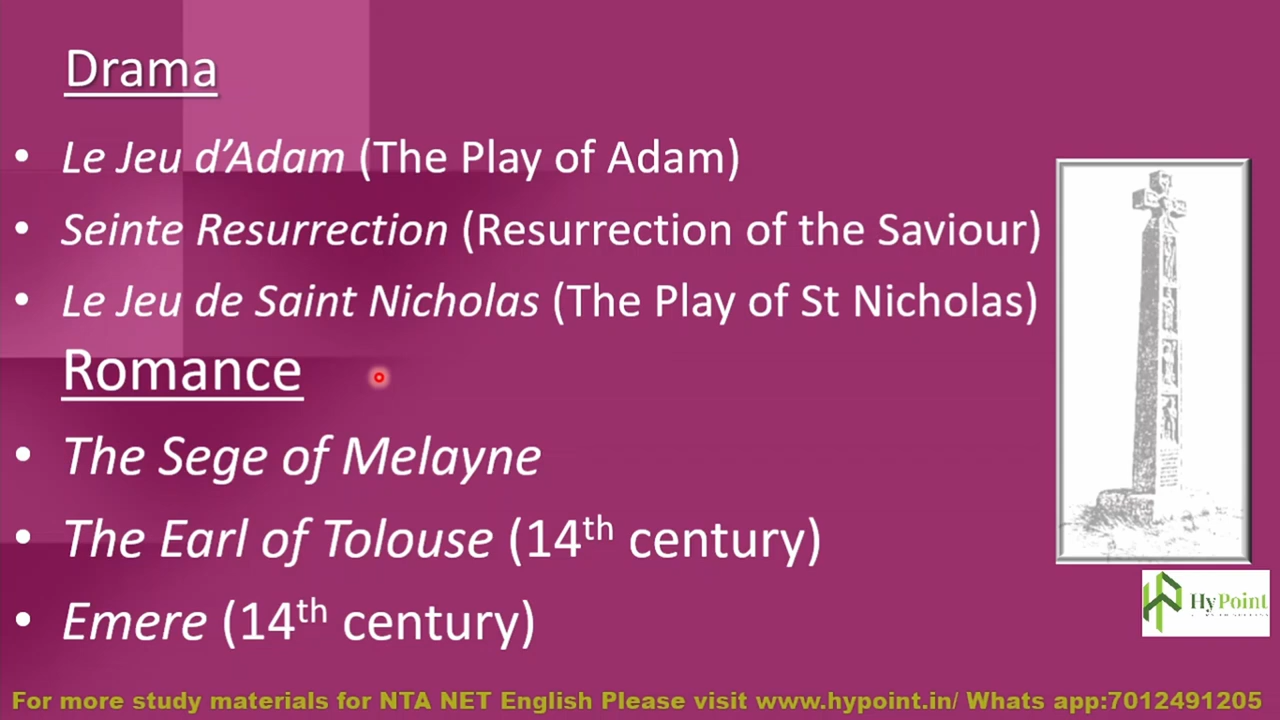 Drama
• Le Jeu d’Adam (The Play of Adam)
• Seinte Resurrection (Resurrection of the Saviour)
• Le Jeu de Saint Nicholas (The Play of St Nicholas)
Romance
• The Sege of Melayne
• The Earl of Tolouse (14th century)
• Emere (14th century)
HyPoint
For more study materials for NTA NET English Please visit www.hypoint.in/ Whats app:7012491205